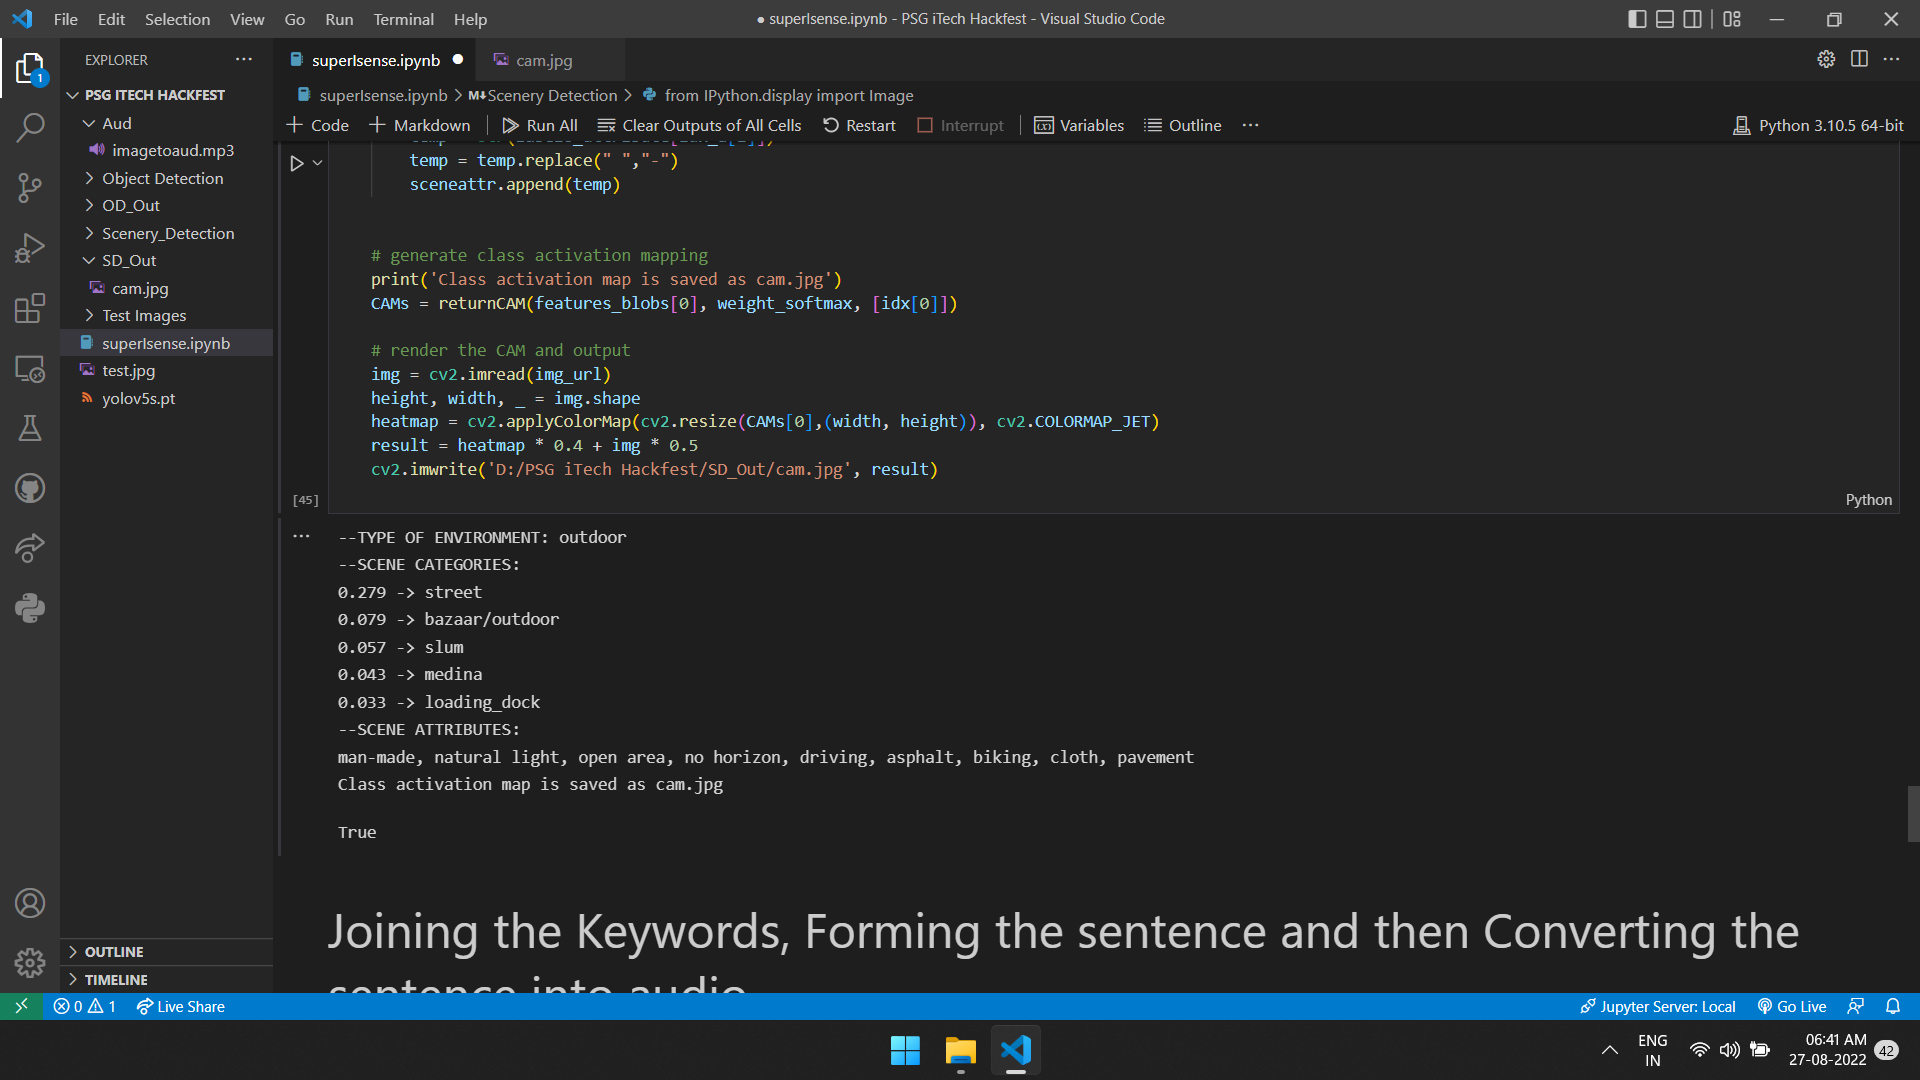 File Edit Selection View Go Run Terminal Help
● superIsense.ipynb - PSG iTech Hackfest - Visual Studio Code
EXPLORER
PSG ITECH HACKFEST
Aud
imagetoaud.mp3
Object Detection
OD_Out
Scenery_Detection
SD_Out
cam.jpg
Test Images
superIsense.ipynb
test.jpg
yolov5s.pt
OUTLINE
TIMELINE
1
superIsense.ipynb ●
cam.jpg
superIsense.ipynb > M↓Scenery Detection > from IPython.display import Image
Code Markdown Run All Clear Outputs of All Cells Restart Interrupt Variables Outline ···
Python 3.10.5 64-bit
temp = temp.replace(" ","-")
sceneattr.append(temp)
# generate class activation mapping
print('Class activation map is saved as cam.jpg')
CAMs = returnCAM(features_blobs[0], weight_softmax, [idx[0]])
# render the CAM and output
img = cv2.imread(img_url)
height, width, _ = img.shape
heatmap = cv2.applyColorMap(cv2.resize(CAMs[0],(width, height)), cv2.COLORMAP_JET)
result = heatmap * 0.4 + img * 0.5
cv2.imwrite('D:/PSG iTech Hackfest/SD_Out/cam.jpg', result)
[45]
Python
--TYPE OF ENVIRONMENT: outdoor
--SCENE CATEGORIES:
0.279 -> street
0.079 -> bazaar/outdoor
0.057 -> slum
0.043 -> medina
0.033 -> loading_dock
--SCENE ATTRIBUTES:
man-made, natural light, open area, no horizon, driving, asphalt, biking, cloth, pavement
Class activation map is saved as cam.jpg
True
Joining the Keywords, Forming the sentence and then Converting the
sentence into audio
0 1 Live Share
Jupyter Server: Local Go Live
ENG
IN
06:41 AM
27-08-2022
42